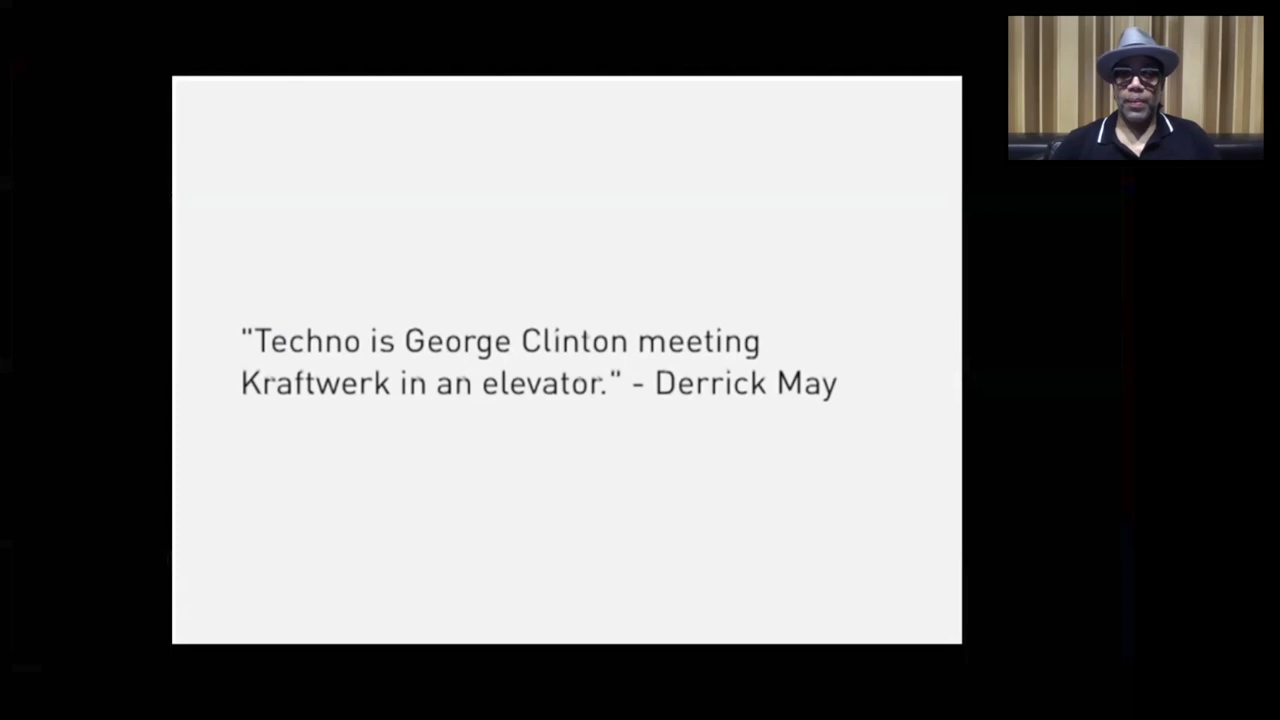 "Techno is George Clinton meeting
Kraftwerk in an elevator." - Derrick May